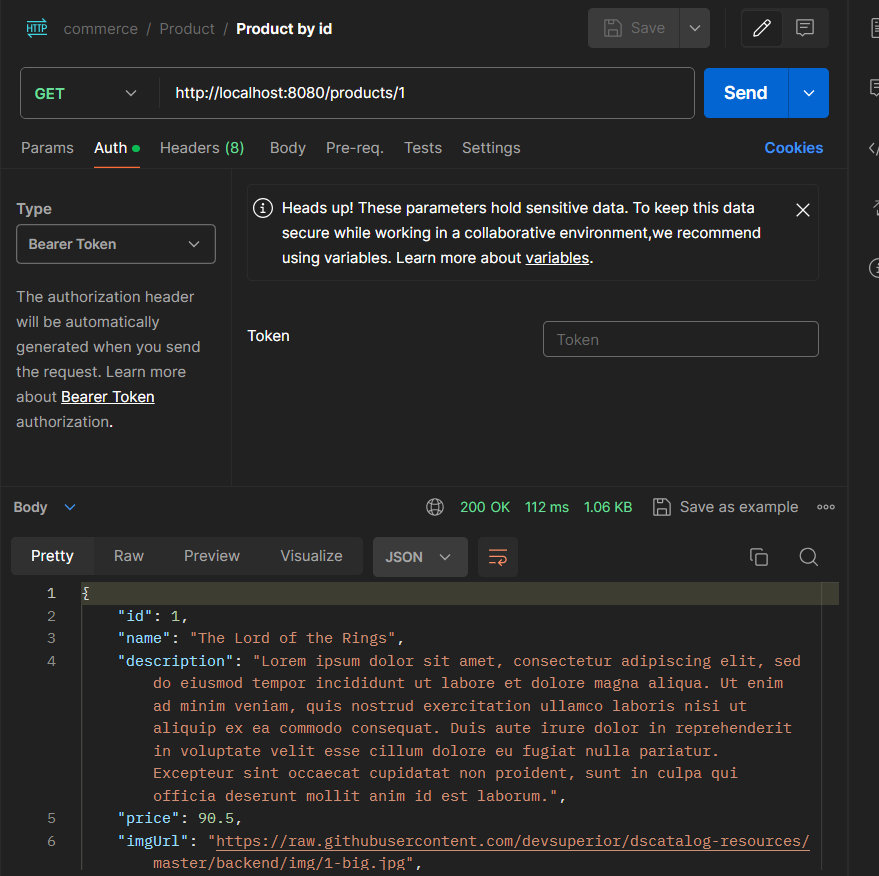 HTTP commerce / Product / Product by id Save
GET http://localhost:8080/products/1 Send
Params Auth Headers (8) Body Pre-req. Tests Settings Cookies
Type
Bearer Token
The authorization header
will be automatically
generated when you send
the request. Learn more
about Bearer Token
authorization.
Heads up! These parameters hold sensitive data. To keep this data
secure while working in a collaborative environment,we recommend
using variables. Learn more about variables.
Token Token
Body 200 OK 112 ms 1.06 KB Save as example
Pretty Raw Preview Visualize JSON
1 {
2 "id": 1,
3 "name": "The Lord of the Rings",
4 "description": "Lorem ipsum dolor sit amet, consectetur adipiscing elit, sed
do eiusmod tempor incididunt ut labore et dolore magna aliqua. Ut enim
ad minim veniam, quis nostrud exercitation ullamco laboris nisi ut
aliquip ex ea commodo consequat. Duis aute irure dolor in reprehenderit
in voluptate velit esse cillum dolore eu fugiat nulla pariatur.
Excepteur sint occaecat cupidatat non proident, sunt in culpa qui
officia deserunt mollit anim id est laborum.",
5 "price": 90.5,
6 "imgUrl": "https://raw.githubusercontent.com/devsuperior/dscatalog-resources/
master/backend/img/1-big.jpg",